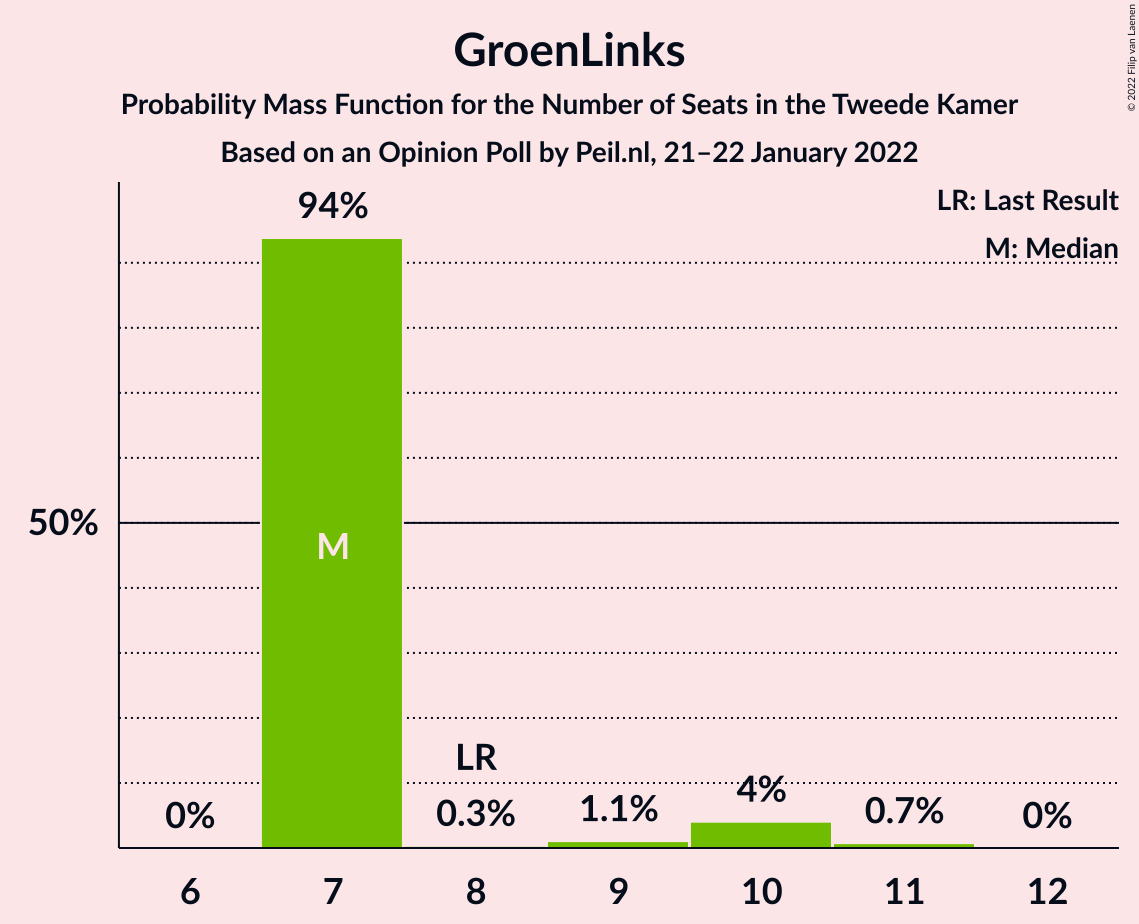 GroenLinks
Probability Mass Function for the Number of Seats in the Tweede Kamer
Based on an Opinion Poll by Peil.nl, 21–22 January 2022
© 2022 Filip van Laenen
LR: Last Result
M: Median
94%
50%
M
LR
0%
0.3%
1.1%
4%
0.7%
0%
6 7 8 9 10 11 12